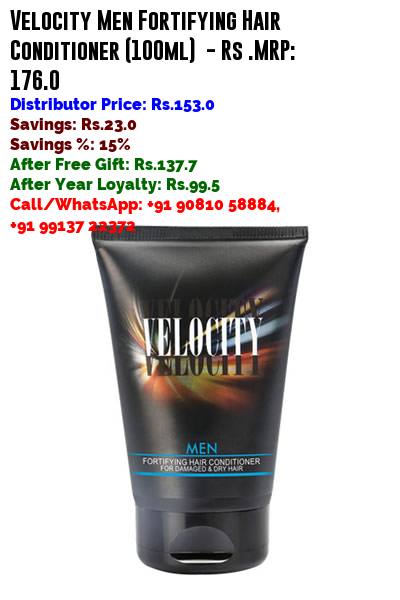 Velocity Men Fortifying Hair
Conditioner (100ml) - Rs .MRP:
176.0
Distributor Price: Rs.153.0
Savings: Rs.23.0
Savings %: 15%
After Free Gift: Rs.137.7
After Year Loyalty: Rs.99.5
Call/WhatsApp: +91 90810 58884,
+91 99137 22372
VELOCITY
VELOCITY
VELOCITY
MEN
FORTIFYING HAIR CONDITIONER
FOR DAMAGED & DRY HAIR